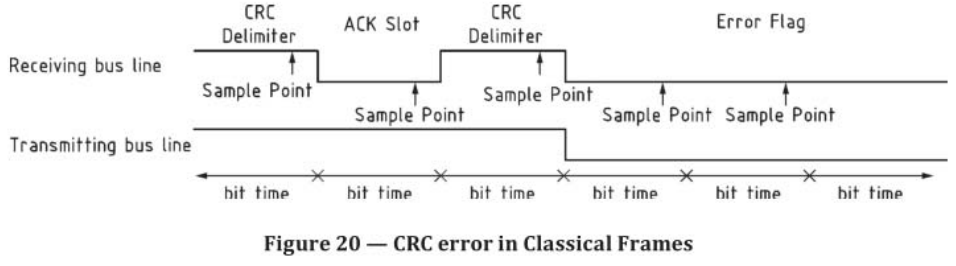 CRC
Delimiter
ACK Slot
CRC
Delimiter
Error Flag
Receiving bus line
Sample Point
Sample Point
Sample Point
Sample Point
Sample Point
Transmitting bus line
bit time
bit time
bit time
bit time
bit time
bit time
Figure 20 — CRC error in Classical Frames